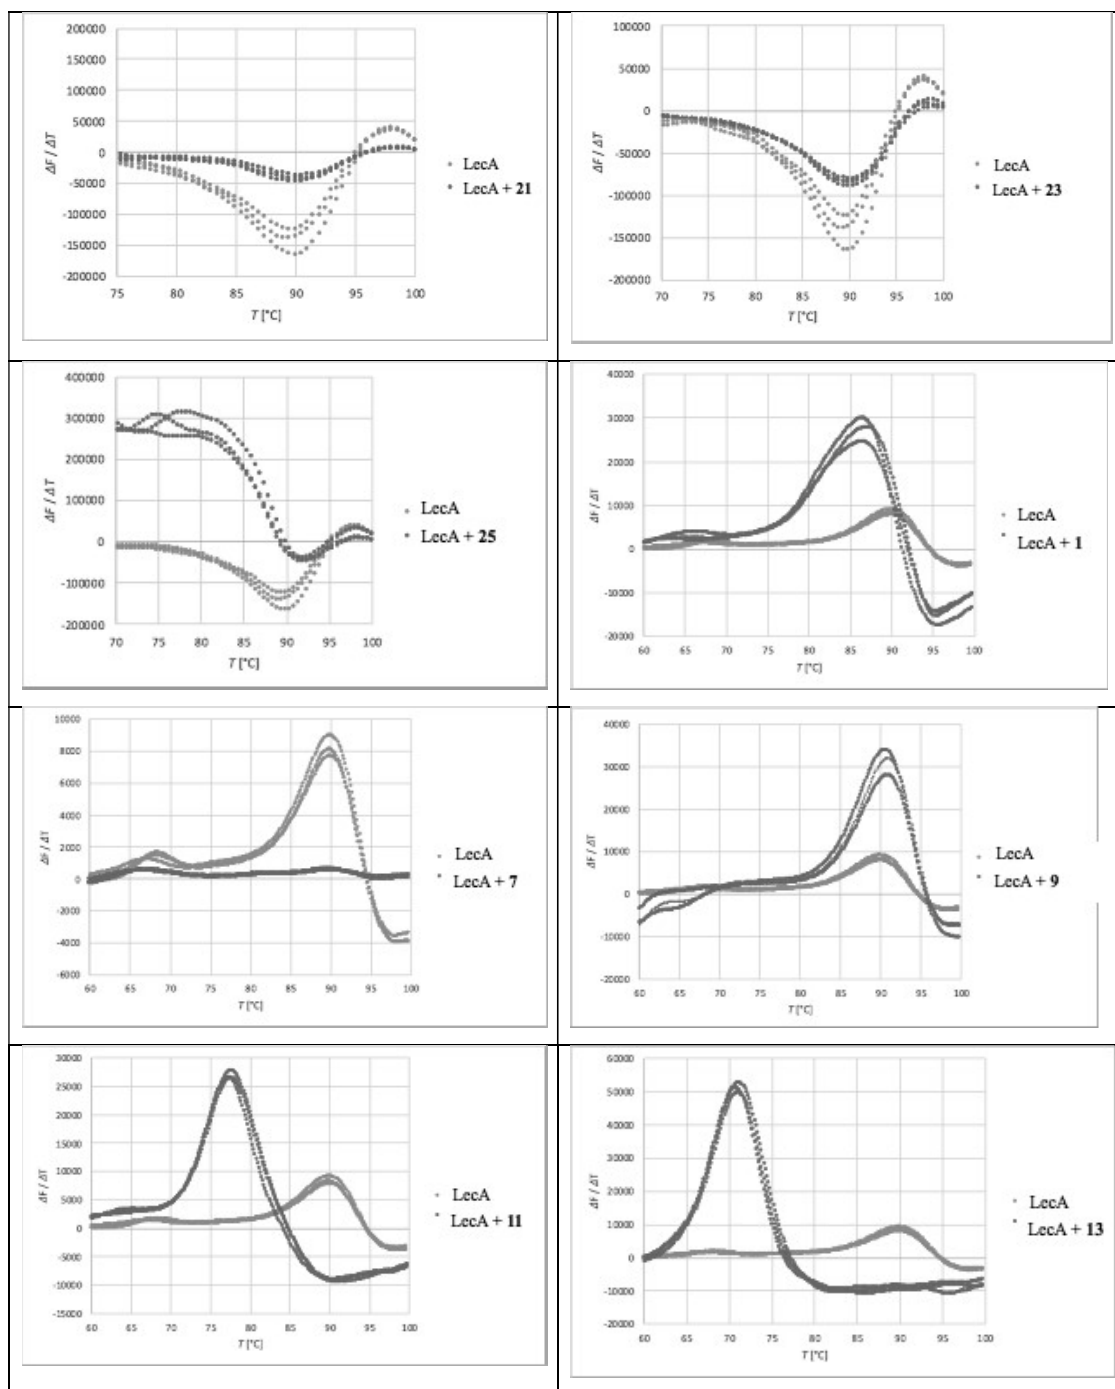 200000
150000
100000
50000
0
-50000
-100000
-150000
-200000
ΔF / ΔT
75 80 85 90 95 100
T [°C]
LecA
LecA + 21
100000
50000
0
-50000
-100000
-150000
-200000
ΔF / ΔT
70 75 80 85 90 95 100
T [°C]
LecA
LecA + 23
400000
300000
200000
100000
0
-100000
-200000
ΔF / ΔT
70 75 80 85 90 95 100
T [°C]
LecA
LecA + 25
40000
30000
20000
10000
0
-10000
-20000
ΔF / ΔT
60 65 70 75 80 85 90 95 100
T [°C]
LecA
LecA + 1
10000
8000
6000
4000
2000
0
-2000
-4000
-6000
ΔF / ΔT
60 65 70 75 80 85 90 95 100
T [°C]
LecA
LecA + 7
40000
30000
20000
10000
0
-10000
-20000
ΔF / ΔT
60 65 70 75 80 85 90 95 100
T [°C]
LecA
LecA + 9
30000
25000
20000
15000
10000
5000
0
-5000
-10000
-15000
ΔF / ΔT
60 65 70 75 80 85 90 95 100
T [°C]
LecA
LecA + 11
60000
50000
40000
30000
20000
10000
0
-10000
-20000
ΔF / ΔT
60 65 70 75 80 85 90 95 100
T [°C]
LecA
LecA + 13